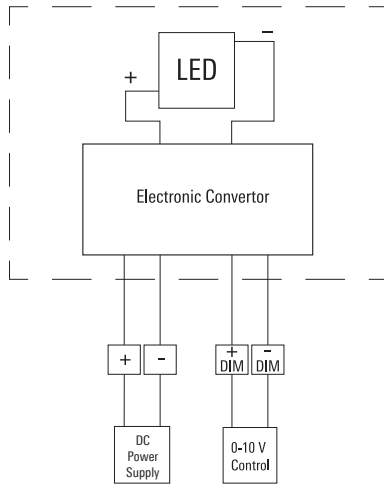 –
LED
+
Electronic Convertor
+ - + -
DIM DIM
DC
Power
Supply
0-10 V
Control